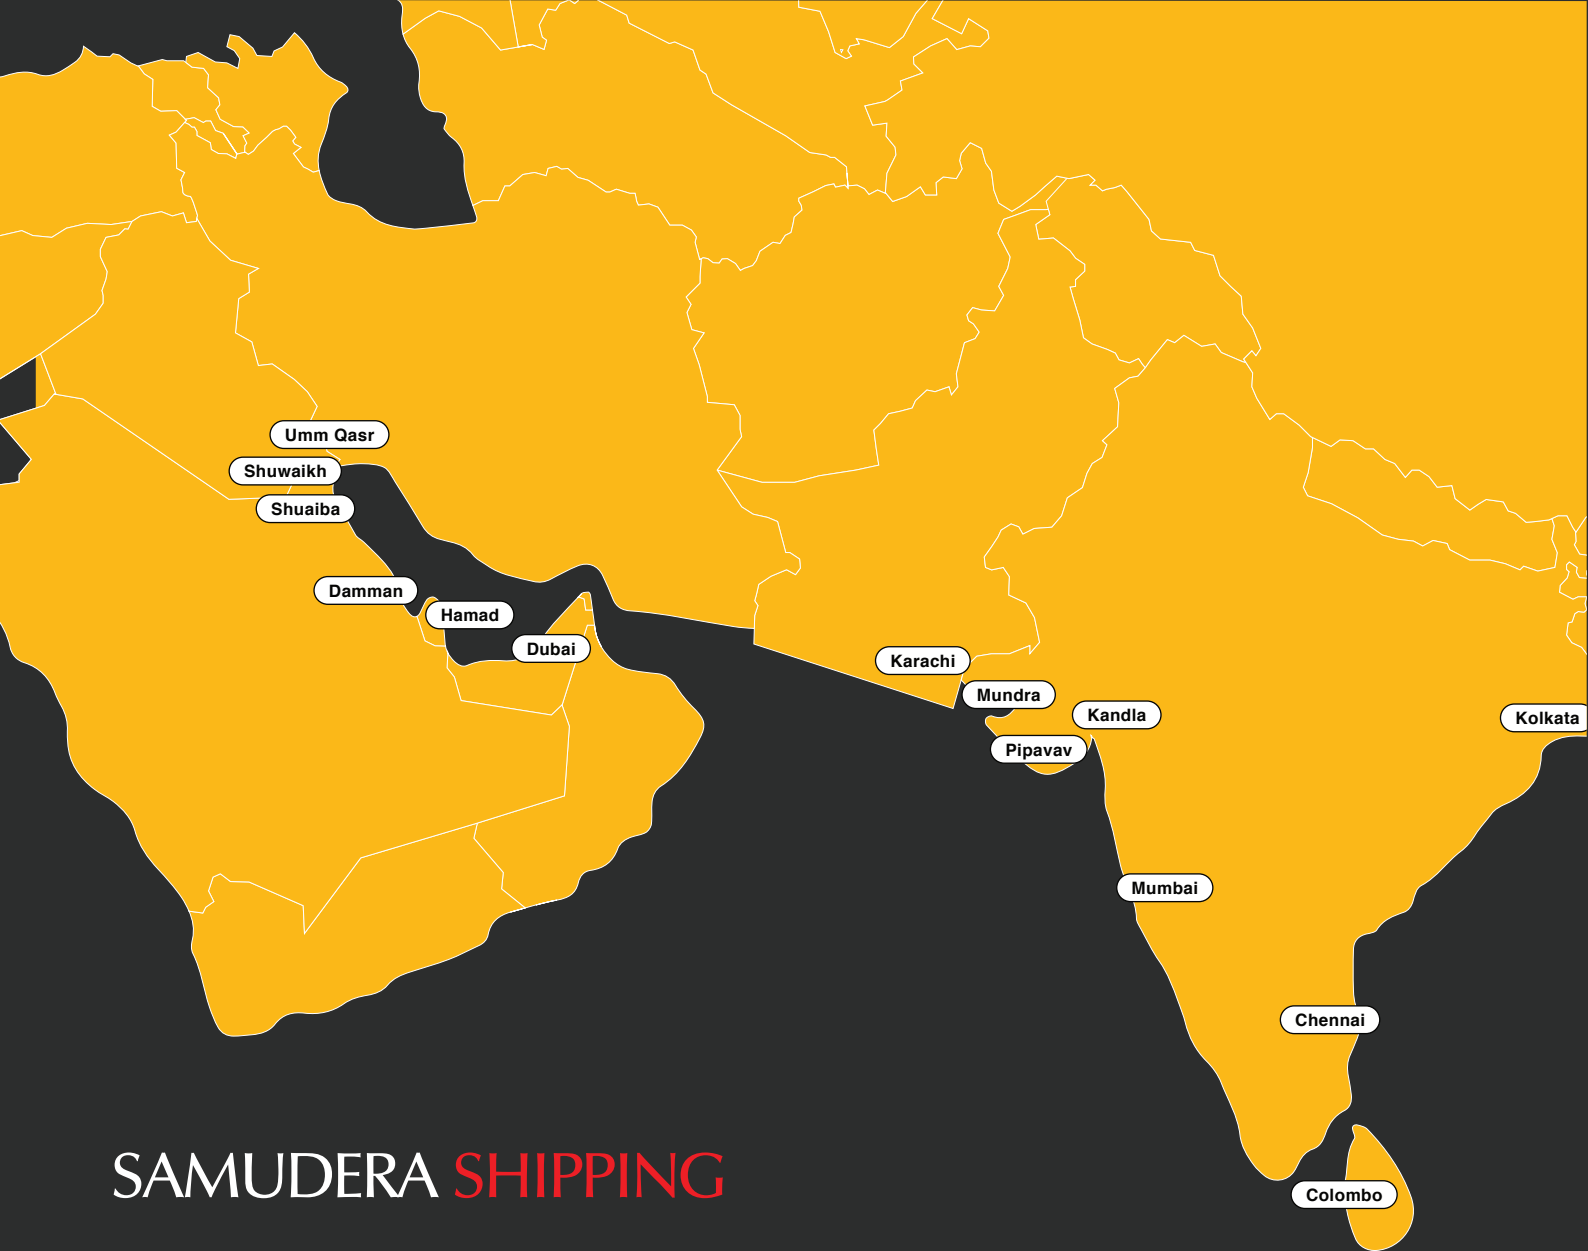 Umm Qasr
Shuwaikh
Shuaiba
Damman
Hamad
Dubai
Karachi
Mundra
Kandla
Kolkata
Pipavav
Mumbai
Chennai
SAMUDERA SHIPPING
Colombo